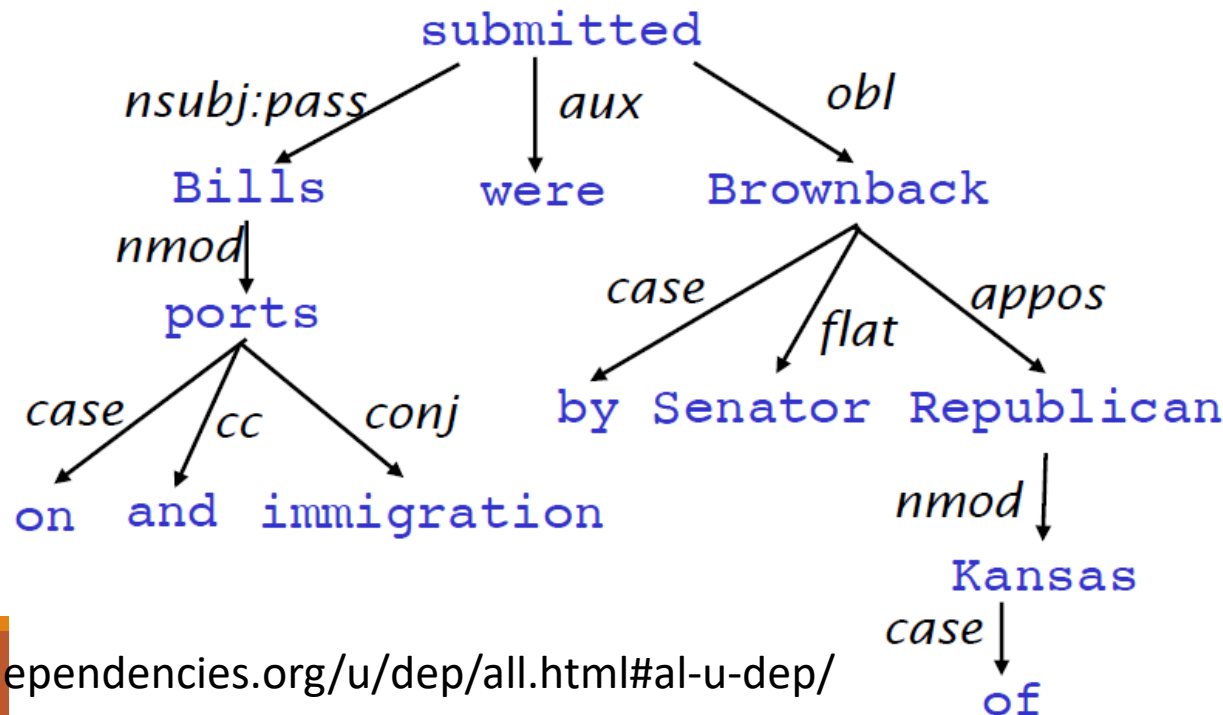 submitted
nsubj:pass aux obl
Bills were Brownback
nmod
case flat appos
ports
case cc conj
by Senator Republican
on and immigration
nmod
Kansas
case
ependencies.org/u/dep/all.html#al-u-dep/
of